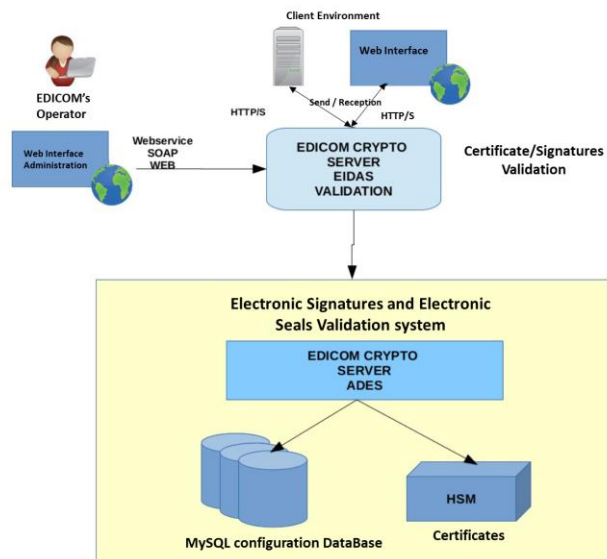 Client Environment
Web Interface
EDICOM's
Operator
HTTP/S
Send / Reception
HTTP/S
Web Interface
Administration
Webservice
SOAP
WEB
EDICOM CRYPTO
SERVER
EIDAS
VALIDATION
Certificate/Signatures
Validation
Electronic Signatures and Electronic
Seals Validation system
EDICOM CRYPTO
SERVER
ADES
HSM
MySQL configuration DataBase
Certificates